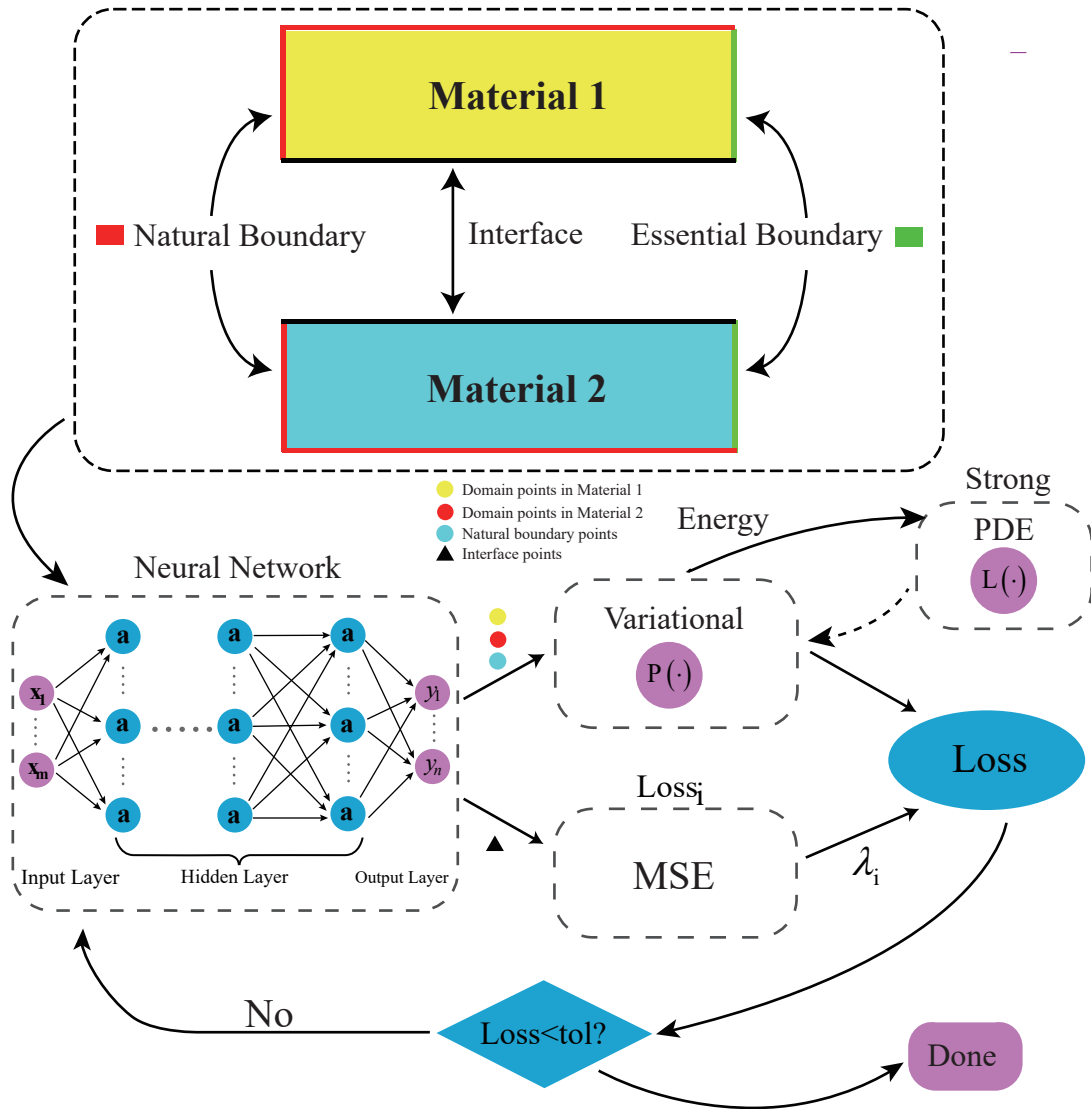 Material 1
Natural Boundary
Interface
Essential Boundary
Material 2
Domain points in Material 1
Domain points in Material 2
Natural boundary points
Interface points
Strong
Energy
PDE
L(·)
Neural Network
Variational
P(·)
a a a
x₁ y₁
a a a
xₘ yₙ
a a a
Loss
Lossᵢ
MSE
λᵢ
Input Layer Hidden Layer Output Layer
No
Loss<tol?
Done